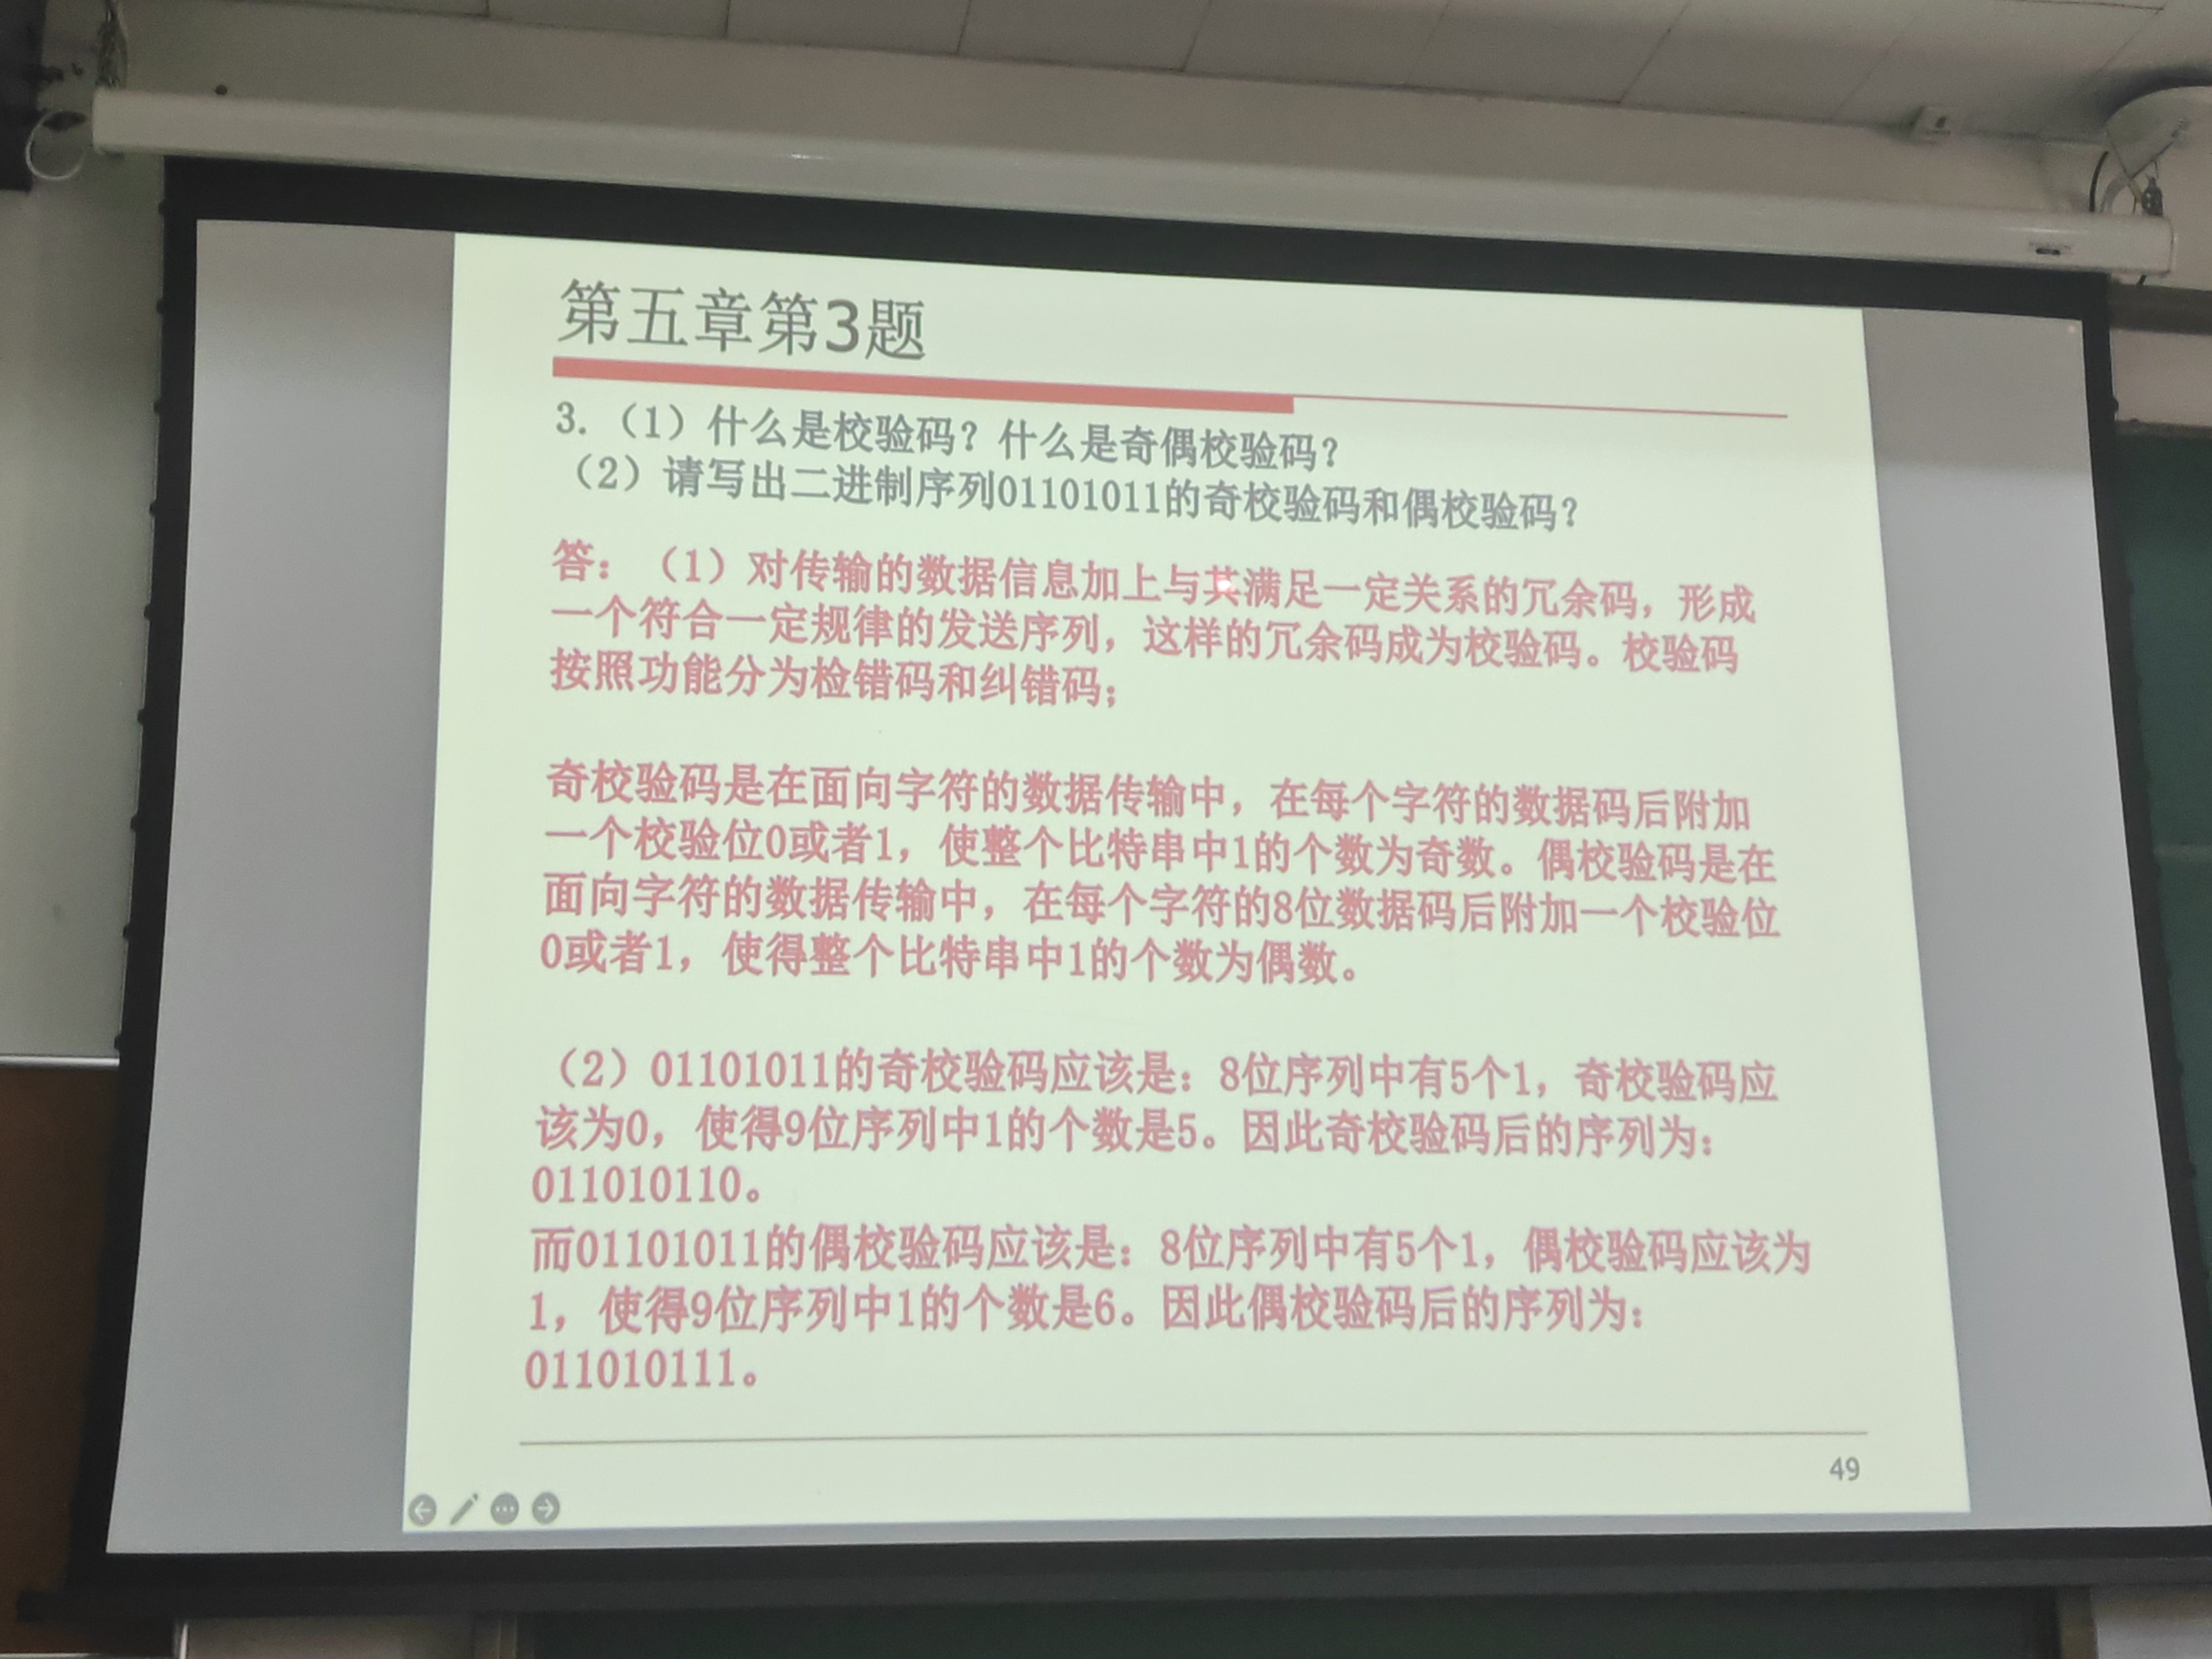 第五章第3题
3.（1）什么是校验码？什么是奇偶校验码？
（2）请写出二进制序列01101011的奇校验码和偶校验码？
答：（1）对传输的数据信息加上与其满足一定关系的冗余码，形成
一个符合一定规律的发送序列，这样的冗余码成为校验码。校验码
按照功能分为检错码和纠错码；
奇校验码是在面向字符的数据传输中，在每个字符的数据码后附加
一个校验位0或者1，使整个比特串中1的个数为奇数。偶校验码是在
面向字符的数据传输中，在每个字符的8位数据码后附加一个校验位
0或者1，使得整个比特串中1的个数为偶数。
（2）01101011的奇校验码应该是：8位序列中有5个1，奇校验码应
该为0，使得9位序列中1的个数是5。因此奇校验码后的序列为：
011010110。
而01101011的偶校验码应该是：8位序列中有5个1，偶校验码应该为
1，使得9位序列中1的个数是6。因此偶校验码后的序列为：
011010111。
49